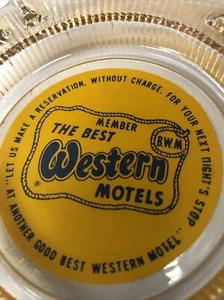 "LET US MAKE A RESERVATION, WITHOUT CHARGE, FOR YOUR NEXT NIGHT'S STOP
AT ANOTHER GOOD BEST WESTERN MOTEL"
MEMBER
THE BEST
B.W.M.
Western
MOTELS
®